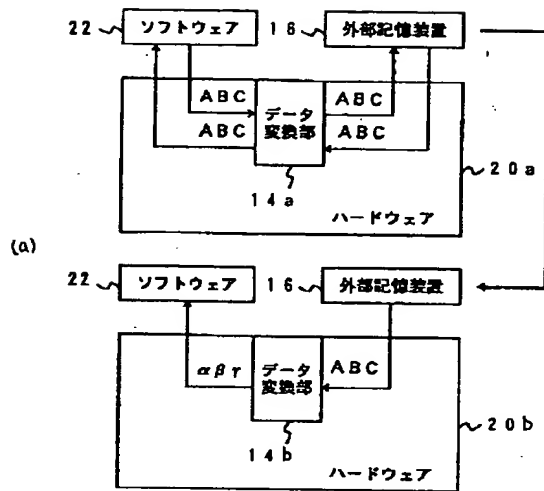 22 ソフトウェア 16 外部記憶装置
ABC データ ABC
ABC 変換部 ABC
14a 20a
ハードウェア
(a)
22 ソフトウェア 16 外部記憶装置
αβγ データ ABC
変換部
14b 20b
ハードウェア